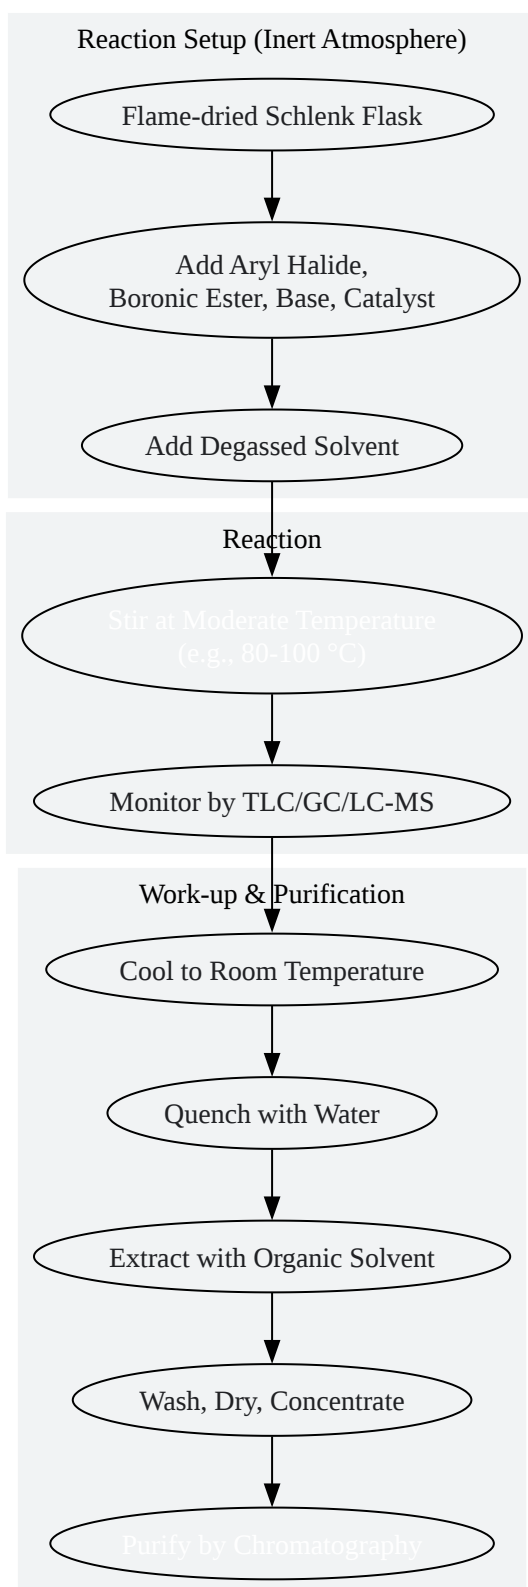 Reaction Setup (Inert Atmosphere)
Flame-dried Schlenk Flask
Add Aryl Halide,
Boronic Ester, Base, Catalyst
Add Degassed Solvent
Reaction
Stir at Moderate Temperature
(e.g., 80-100 °C)
Monitor by TLC/GC/LC-MS
Work-up & Purification
Cool to Room Temperature
Quench with Water
Extract with Organic Solvent
Wash, Dry, Concentrate
Purify by Chromatography